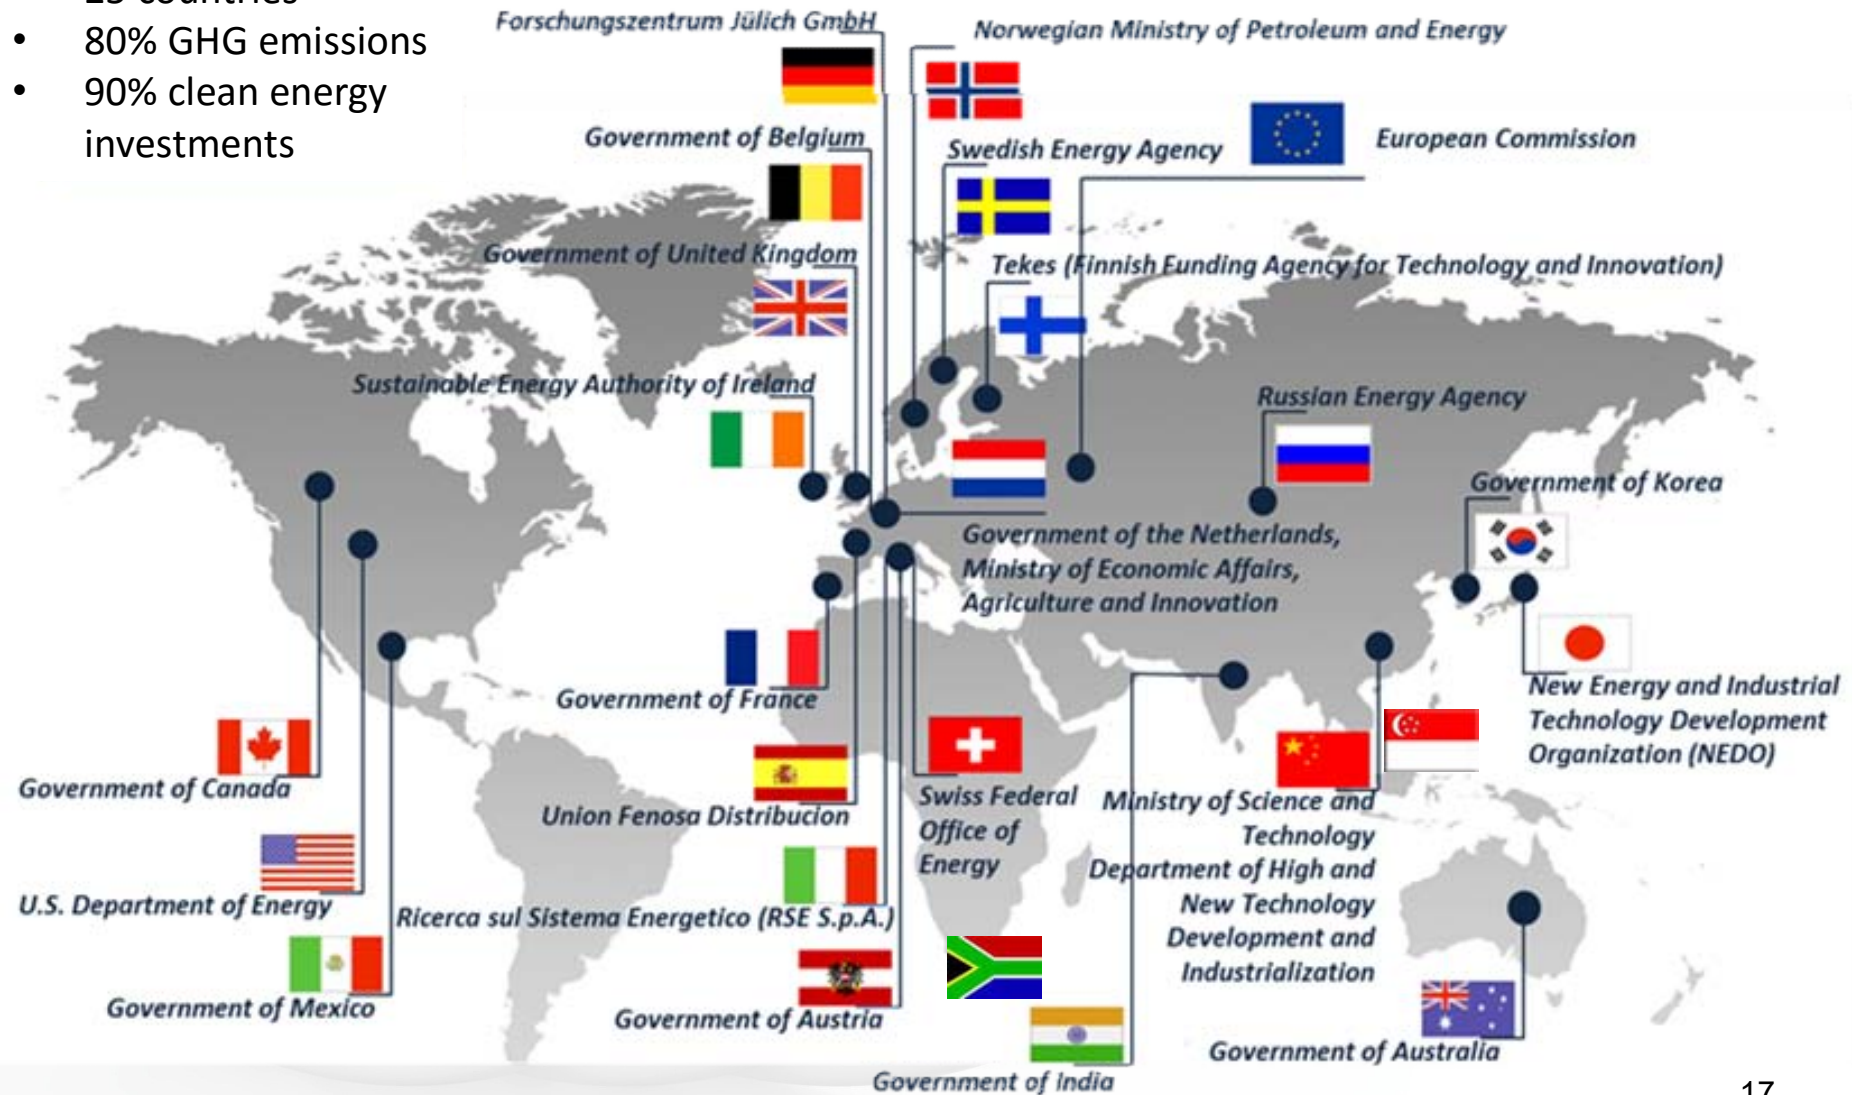 25 countries
• 80% GHG emissions
• 90% clean energy
investments
Forschungszentrum Jülich GmbH
Norwegian Ministry of Petroleum and Energy
Government of Belgium
Swedish Energy Agency
European Commission
Government of United Kingdom
Tekes (Finnish Funding Agency for Technology and Innovation)
Sustainable Energy Authority of Ireland
Russian Energy Agency
Government of Korea
Government of the Netherlands,
Ministry of Economic Affairs,
Agriculture and Innovation
Government of France
New Energy and Industrial
Technology Development
Organization (NEDO)
Government of Canada
Union Fenosa Distribucion
Swiss Federal
Office of
Energy
Ministry of Science and
Technology
Department of High and
New Technology
Development and
Industrialization
U.S. Department of Energy
Ricerca sul Sistema Energetico (RSE S.p.A.)
Government of Mexico
Government of Austria
Government of Australia
Government of India
17